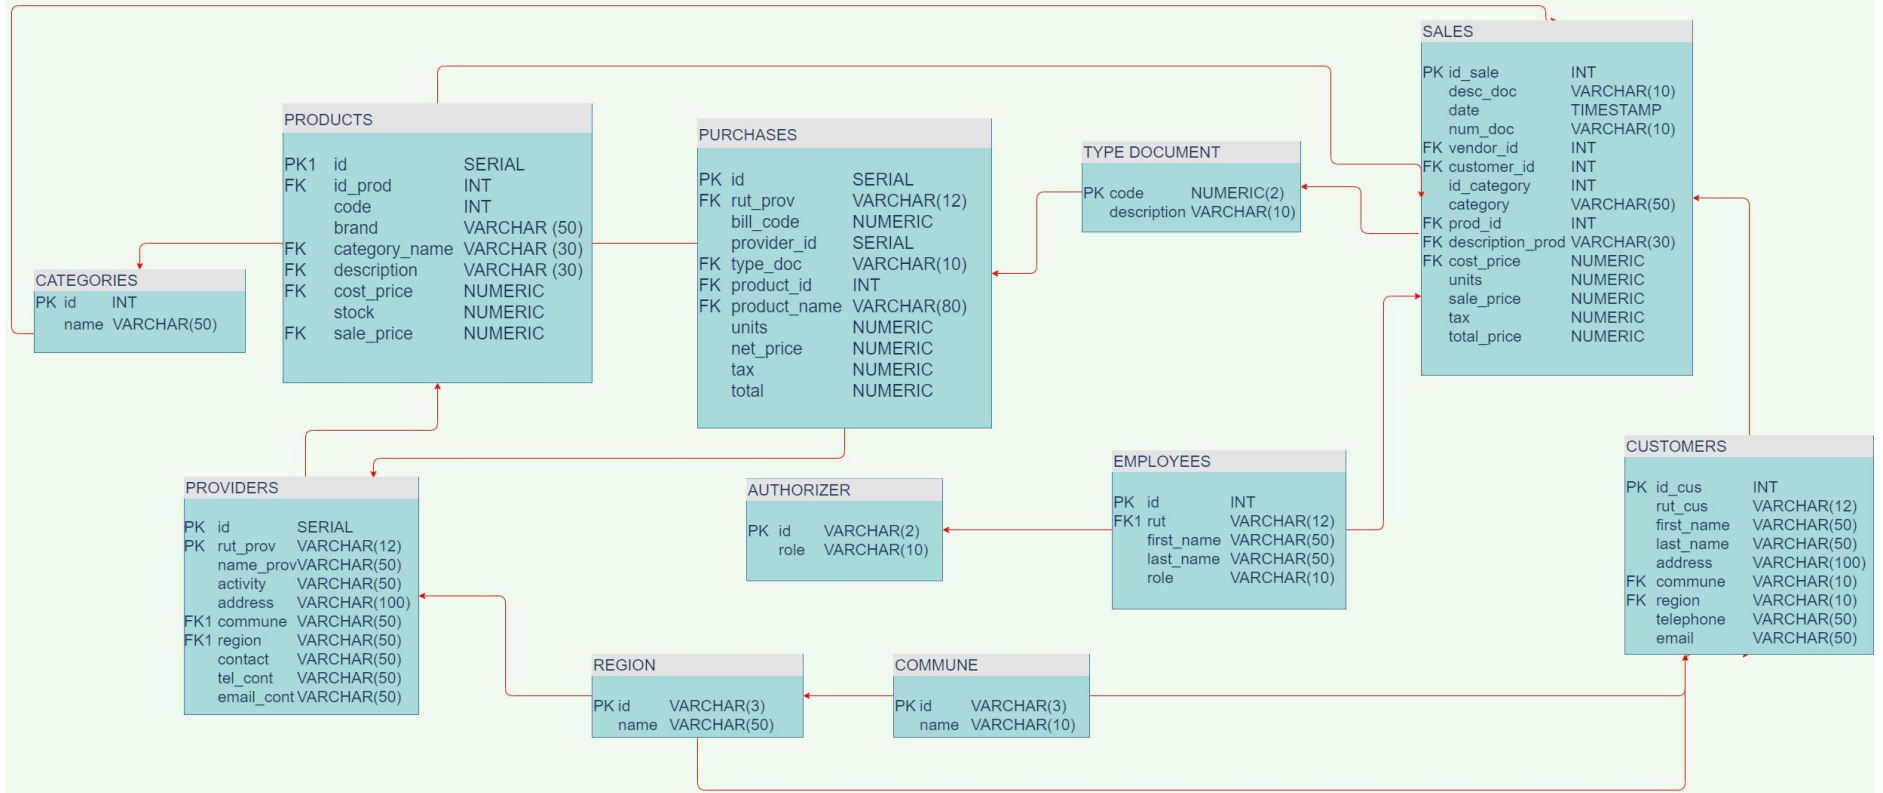 SALES
PK id_sale INT
desc_doc VARCHAR(10)
date TIMESTAMP
num_doc VARCHAR(10)
FK vendor_id INT
FK customer_id INT
id_category INT
category VARCHAR(50)
FK prod_id INT
FK description_prod VARCHAR(30)
FK cost_price NUMERIC
units NUMERIC
sale_price NUMERIC
tax NUMERIC
total_price NUMERIC
PRODUCTS
PK1 id SERIAL
FK id_prod INT
code INT
brand VARCHAR (50)
FK category_name VARCHAR (30)
FK description VARCHAR (30)
FK cost_price NUMERIC
stock NUMERIC
FK sale_price NUMERIC
PURCHASES
PK id SERIAL
FK rut_prov VARCHAR(12)
bill_code NUMERIC
provider_id SERIAL
FK type_doc VARCHAR(10)
FK product_id INT
FK product_name VARCHAR(80)
units NUMERIC
net_price NUMERIC
tax NUMERIC
total NUMERIC
TYPE DOCUMENT
PK code NUMERIC(2)
description VARCHAR(10)
CATEGORIES
PK id INT
name VARCHAR(50)
PROVIDERS
PK id SERIAL
PK rut_prov VARCHAR(12)
name_prov VARCHAR(50)
activity VARCHAR(50)
address VARCHAR(100)
FK1 commune VARCHAR(50)
FK1 region VARCHAR(50)
contact VARCHAR(50)
tel_cont VARCHAR(50)
email_cont VARCHAR(50)
AUTHORIZER
PK id VARCHAR(2)
role VARCHAR(10)
EMPLOYEES
PK id INT
FK1 rut VARCHAR(12)
first_name VARCHAR(50)
last_name VARCHAR(50)
role VARCHAR(10)
CUSTOMERS
PK id_cus INT
rut_cus VARCHAR(12)
first_name VARCHAR(50)
last_name VARCHAR(50)
address VARCHAR(100)
FK commune VARCHAR(10)
FK region VARCHAR(10)
telephone VARCHAR(50)
email VARCHAR(50)
REGION
PK id VARCHAR(3)
name VARCHAR(50)
COMMUNE
PK id VARCHAR(3)
name VARCHAR(10)